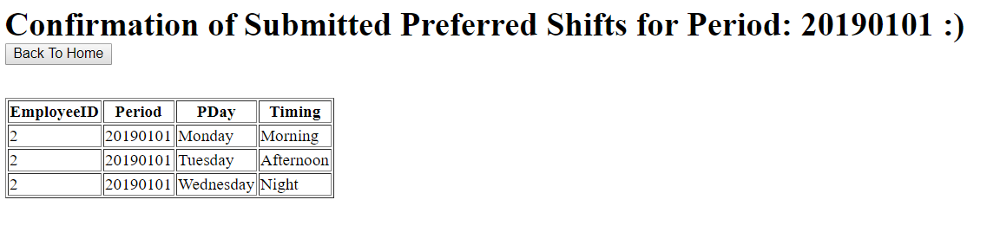 Confirmation of Submitted Preferred Shifts for Period: 20190101 :)
Back To Home
EmployeeID Period PDay Timing
2 20190101 Monday Morning
2 20190101 Tuesday Afternoon
2 20190101 Wednesday Night